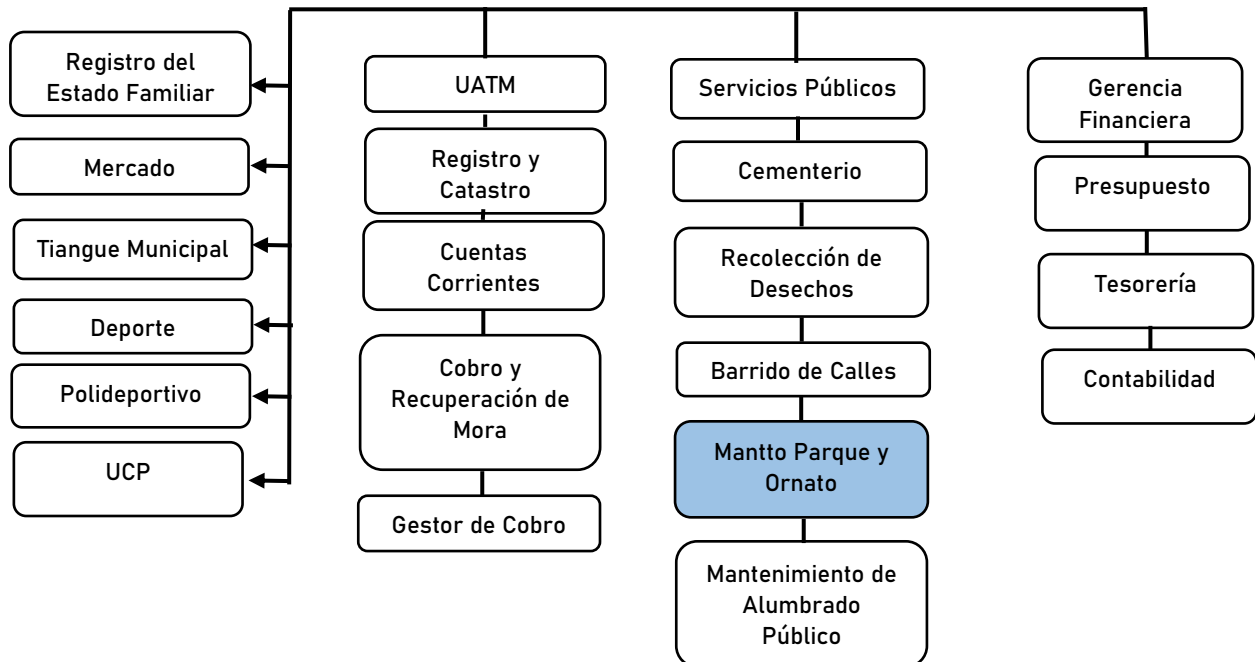 Registro del
Estado Familiar
Mercado
Tiangue Municipal
Deporte
Polideportivo
UCP
UATM
Registro y
Catastro
Cuentas
Corrientes
Cobro y
Recuperación de
Mora
Gestor de Cobro
Servicios Públicos
Cementerio
Recolección de
Desechos
Barrido de Calles
Mantto Parque y
Ornato
Mantenimiento de
Alumbrado
Público
Gerencia
Financiera
Presupuesto
Tesorería
Contabilidad